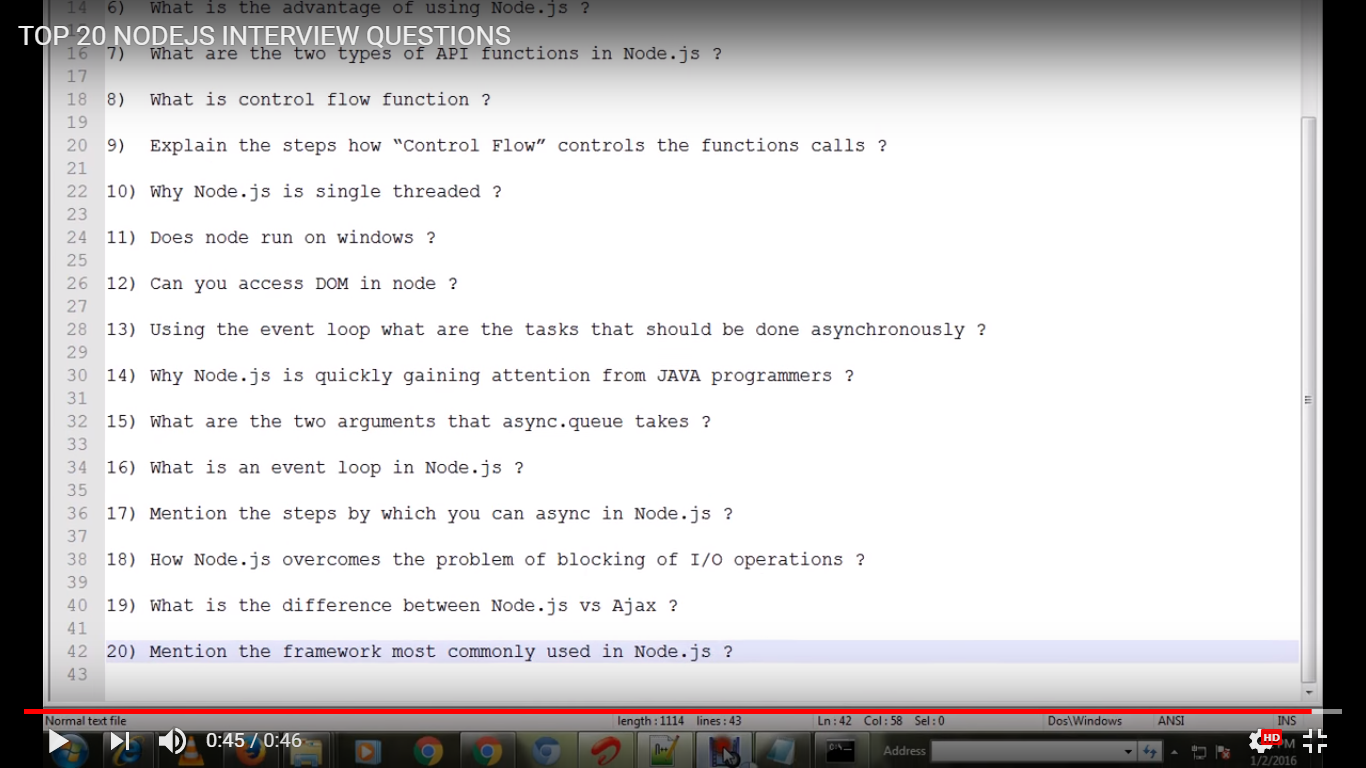 14 6) What is the advantage of using Node.js ?
TOP 20 NODEJS INTERVIEW QUESTIONS
16 7) What are the two types of API functions in Node.js ?
17
18 8) What is control flow function ?
19
20 9) Explain the steps how “Control Flow” controls the functions calls ?
21
22 10) Why Node.js is single threaded ?
23
24 11) Does node run on windows ?
25
26 12) Can you access DOM in node ?
27
28 13) Using the event loop what are the tasks that should be done asynchronously ?
29
30 14) Why Node.js is quickly gaining attention from JAVA programmers ?
31
32 15) What are the two arguments that async.queue takes ?
33
34 16) What is an event loop in Node.js ?
35
36 17) Mention the steps by which you can async in Node.js ?
37
38 18) How Node.js overcomes the problem of blocking of I/O operations ?
39
40 19) What is the difference between Node.js vs Ajax ?
41
42 20) Mention the framework most commonly used in Node.js ?
43
Normal text file length : 1114 lines : 43 Ln : 42 Col : 58 Sel : 0 Dos\Windows ANSI INS
0:45 / 0:46 Address HD PM
1/2/2016